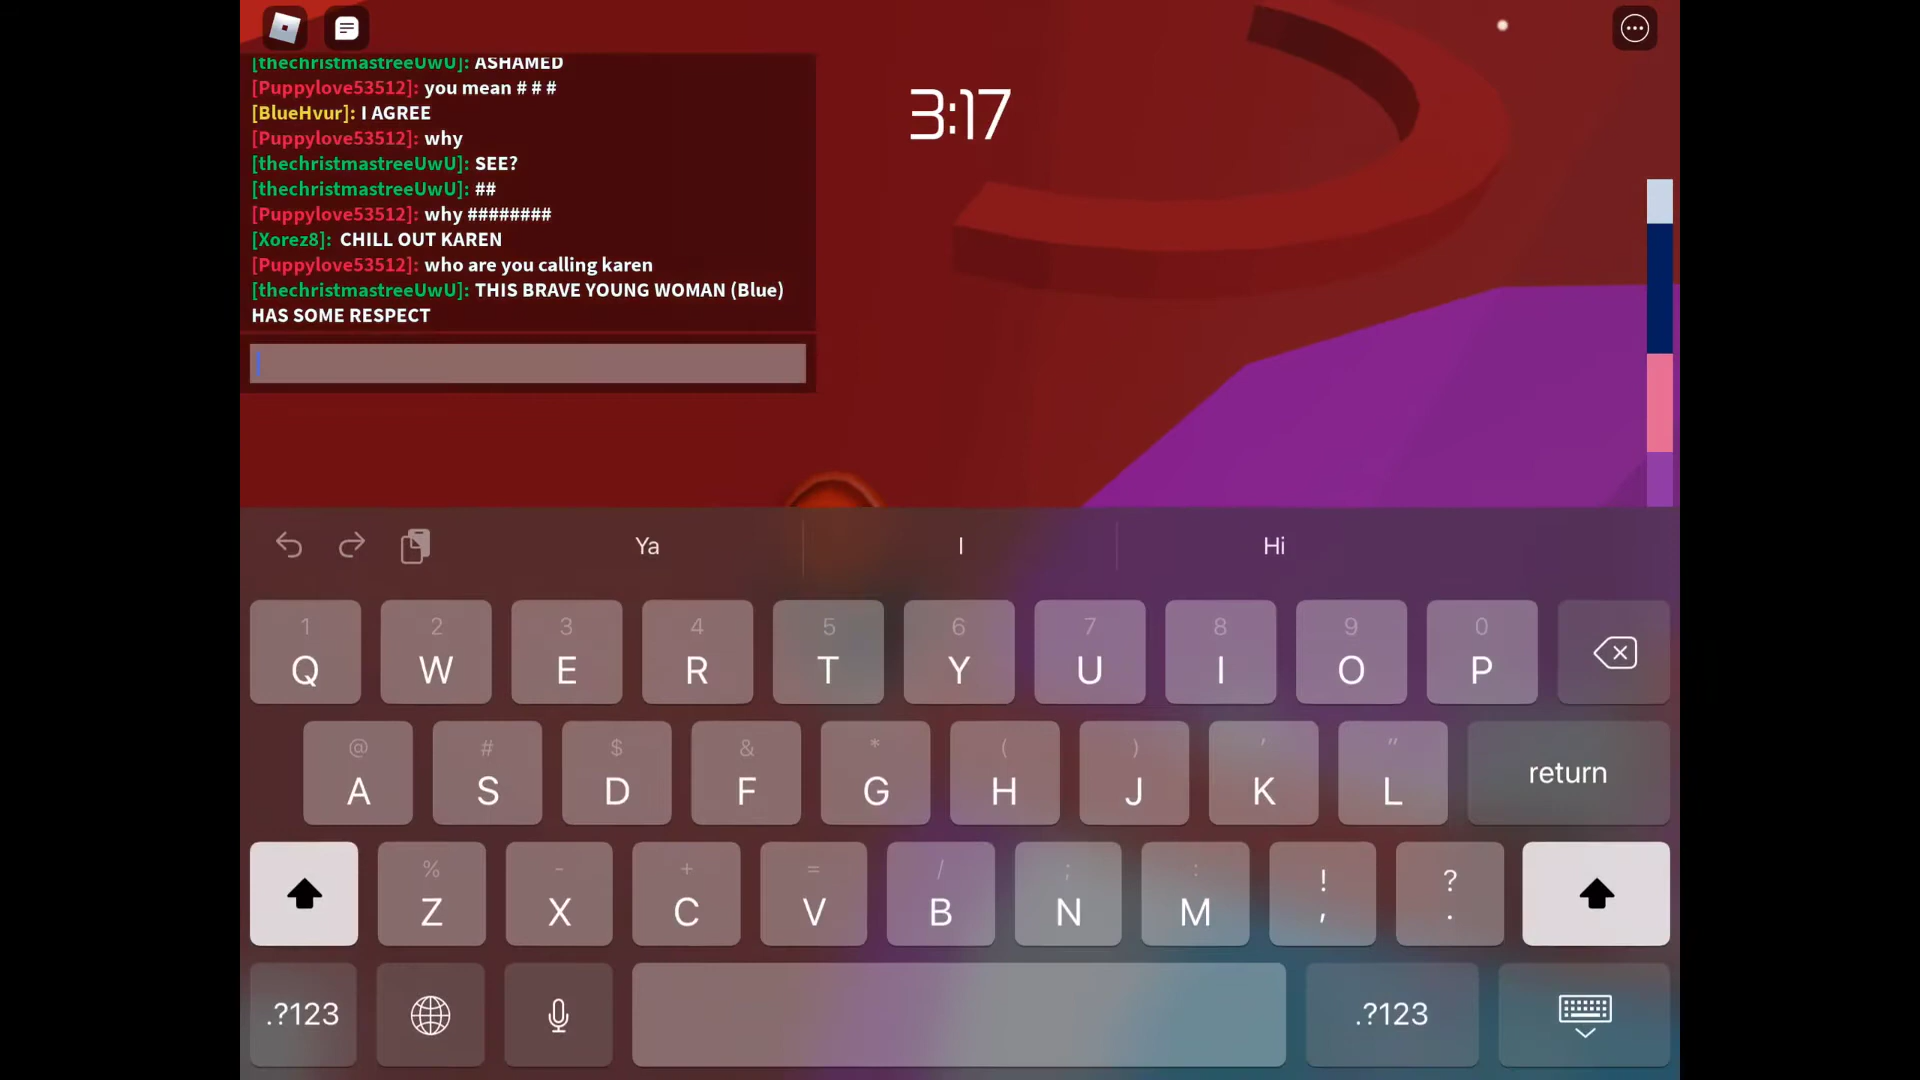 [thechristmastreeUwU]: ASHAMED
[Puppylove53512]: you mean # # #
[BlueHvur]: I AGREE
[Puppylove53512]: why
[thechristmastreeUwU]: SEE?
[thechristmastreeUwU]: ##
[Puppylove53512]: why ########
[Xorez8]: CHILL OUT KAREN
[Puppylove53512]: who are you calling karen
[thechristmastreeUwU]: THIS BRAVE YOUNG WOMAN (Blue)
HAS SOME RESPECT
3:17
Ya I Hi
1 2 3 4 5 6 7 8 9 0
Q W E R T Y U I O P
@ # $ & * ( ) ' "
A S D F G H J K L return
% - + = / ; : ! ?
Z X C V B N M , .
.?123 .?123